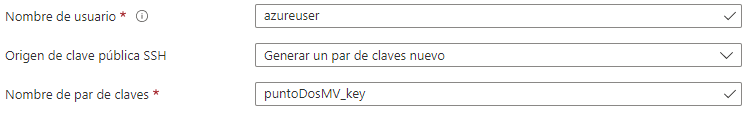 Nombre de usuario * azureuser
Origen de clave pública SSH Generar un par de claves nuevo
Nombre de par de claves * puntoDosMV_key